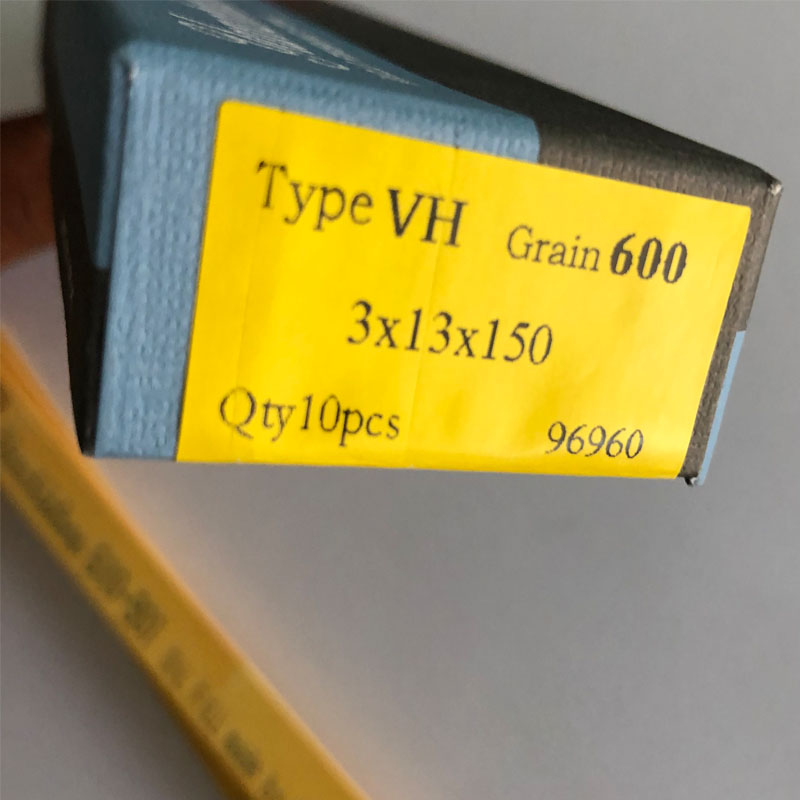 Type VH Grain 600
3x13x150
Qty10pcs 96960